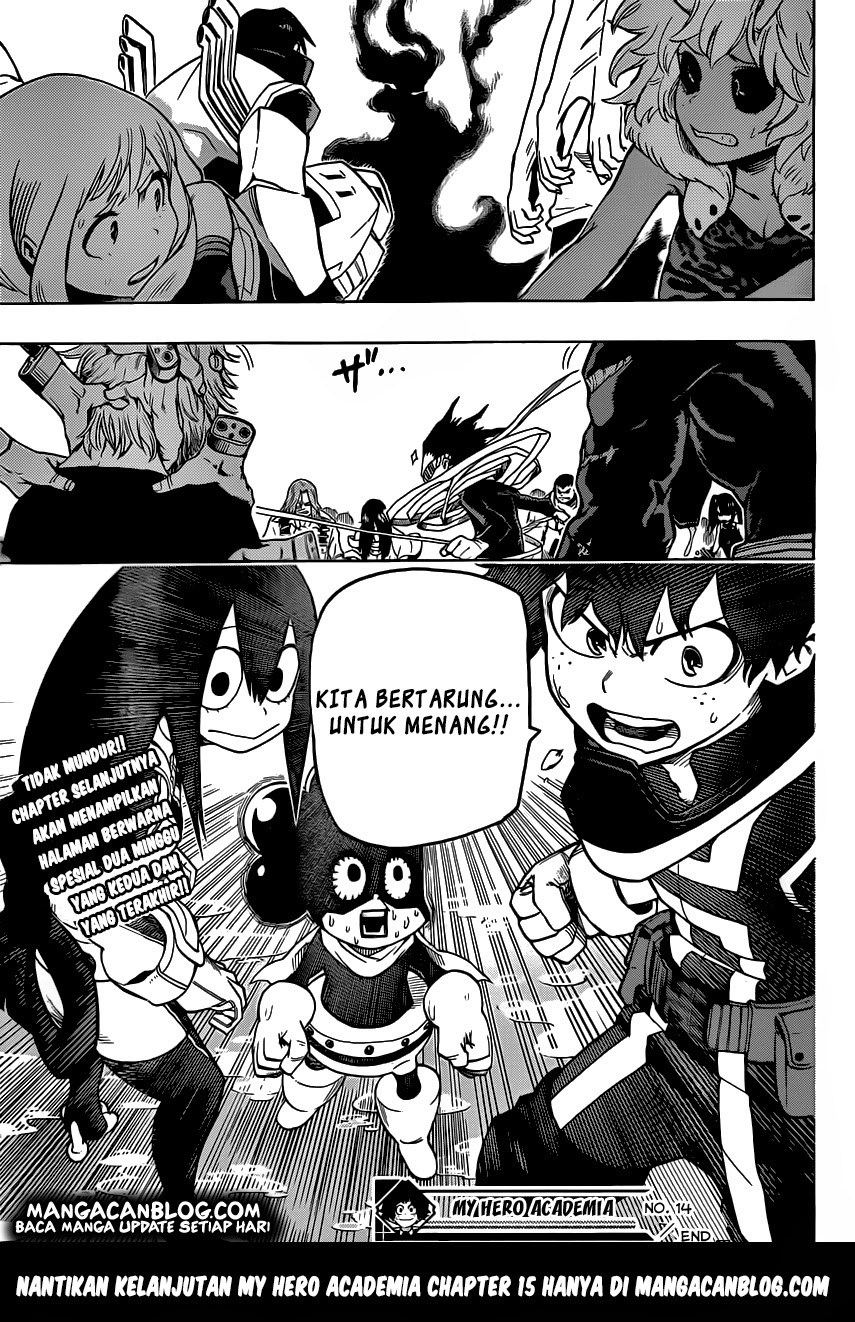 ザッ...
KITA BERTARUNG...
UNTUK MENANG!!
TIDAK MUNDUR!!
CHAPTER SELANJUTNYA
AKAN MENAMPILKAN
HALAMAN BERWARNA
SPESIAL DUA MINGGU
YANG KEDUA DAN
YANG TERAKHIR!!
MANGACANBLOG.COM
BACA MANGA UPDATE SETIAP HARI
MY HERO ACADEMIA NO. 14
END
NANTIKAN KELANJUTAN MY HERO ACADEMIA CHAPTER 15 HANYA DI MANGACANBLOG.COM